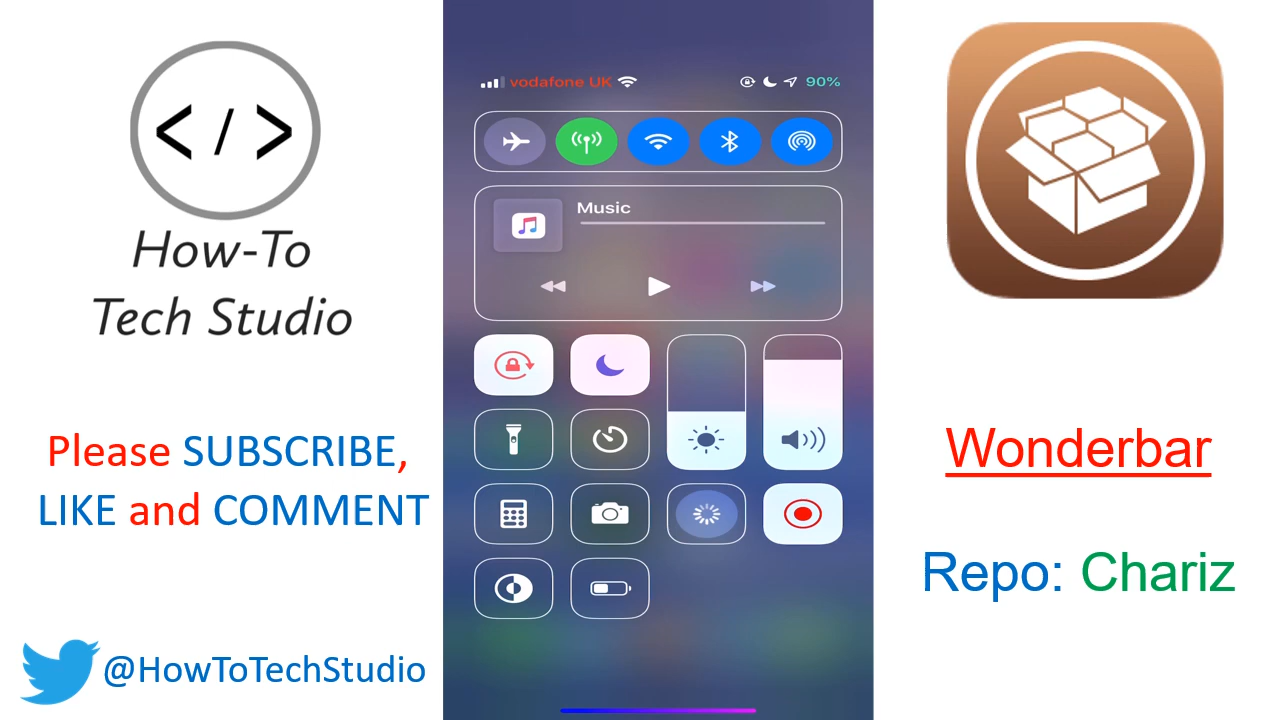 < / >
How-To
Tech Studio
Please SUBSCRIBE,
LIKE and COMMENT
@HowToTechStudio
vodafone UK
90%
Music
Wonderbar
Repo: Chariz